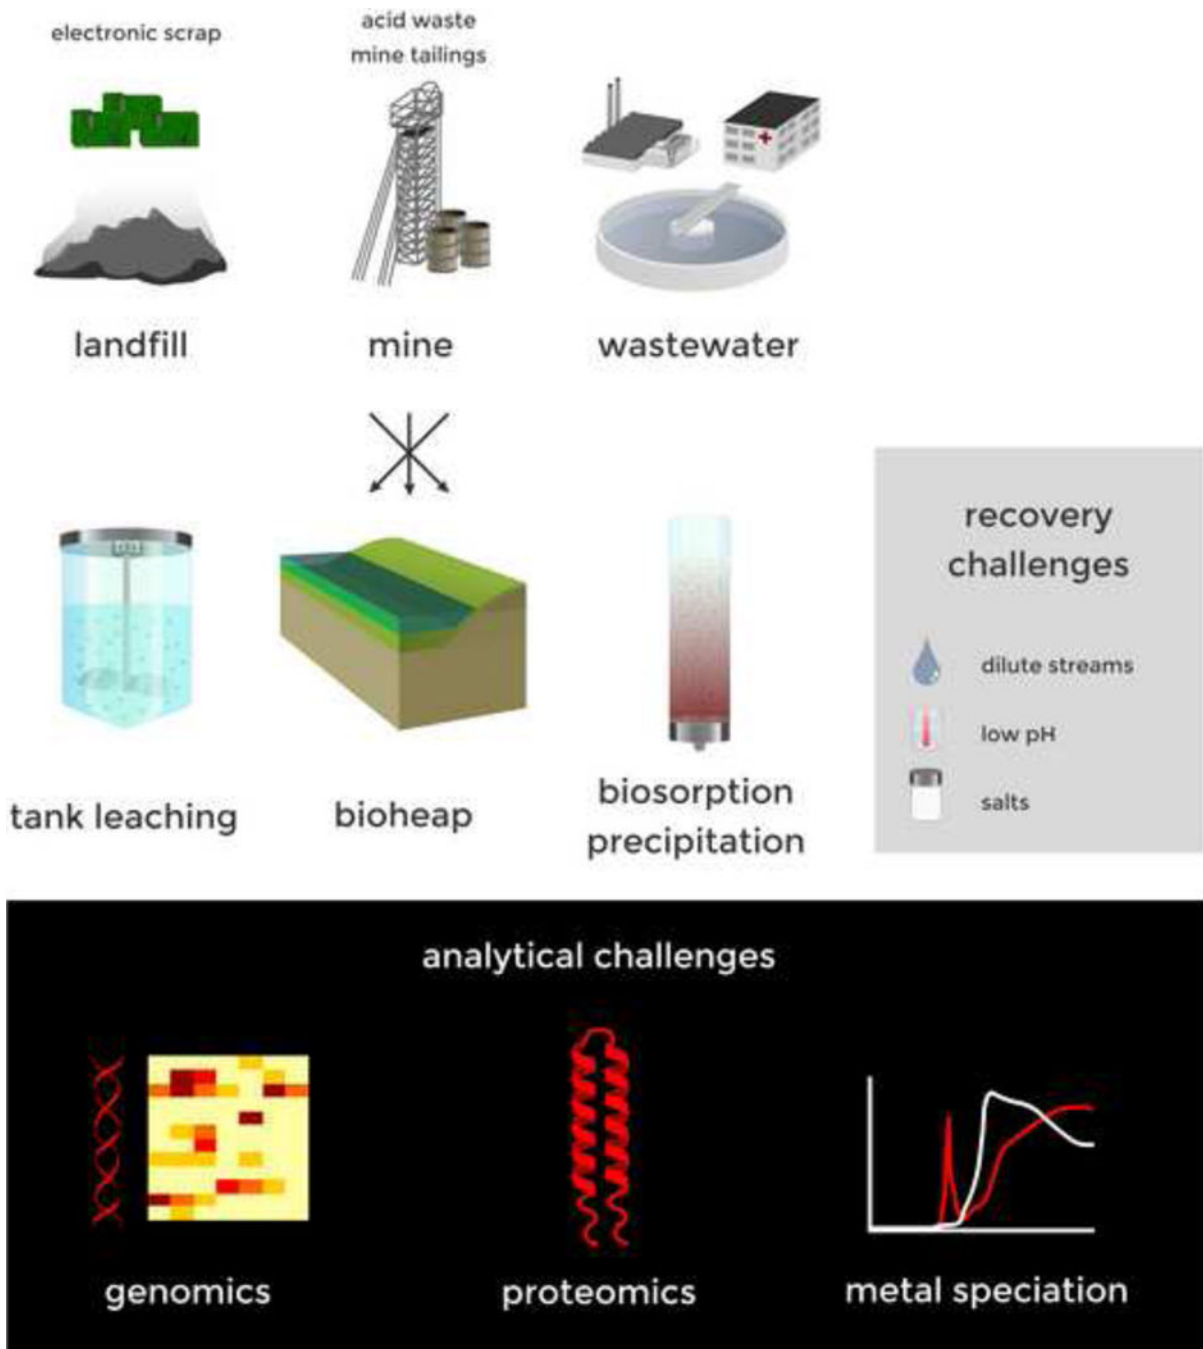 electronic scrap
acid waste
mine tailings
landfill
mine
wastewater
recovery
challenges
dilute streams
low pH
salts
tank leaching
bioheap
biosorption
precipitation
analytical challenges
genomics
proteomics
metal speciation